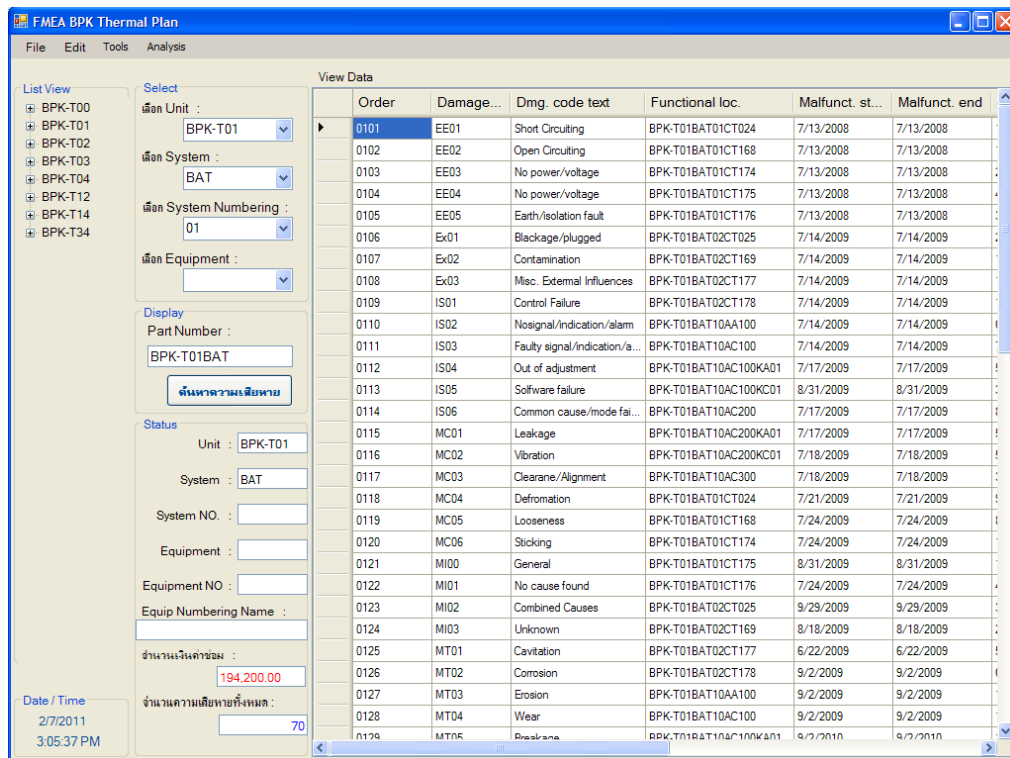 FMEA BPK Thermal Plan
File Edit Tools Analysis
List View
BPK-T00
BPK-T01
BPK-T02
BPK-T03
BPK-T04
BPK-T12
BPK-T14
BPK-T34
Date / Time
2/7/2011
3:05:37 PM
Select
เลือก Unit :
BPK-T01
เลือก System :
BAT
เลือก System Numbering :
01
เลือก Equipment :
Display
Part Number :
BPK-T01BAT
ค้นหาความเสียหาย
Status
Unit : BPK-T01
System : BAT
System NO. :
Equipment :
Equipment NO :
Equip Numbering Name :
จำนวนเงินค่าซ่อม :
194,200.00
จำนวนความเสียหายทั้งหมด :
70
View Data
Order Damage... Dmg. code text Functional loc. Malfunct. st... Malfunct. end
0101 EE01 Short Circuiting BPK-T01BAT01CT024 7/13/2008 7/13/2008
0102 EE02 Open Circuiting BPK-T01BAT01CT168 7/13/2008 7/13/2008
0103 EE03 No power/voltage BPK-T01BAT01CT174 7/13/2008 7/13/2008
0104 EE04 No power/voltage BPK-T01BAT01CT175 7/13/2008 7/13/2008
0105 EE05 Earth/isolation fault BPK-T01BAT01CT176 7/13/2008 7/13/2008
0106 Ex01 Blackage/plugged BPK-T01BAT02CT025 7/14/2009 7/14/2009
0107 Ex02 Contamination BPK-T01BAT02CT169 7/14/2009 7/14/2009
0108 Ex03 Misc. External Influences BPK-T01BAT02CT177 7/14/2009 7/14/2009
0109 IS01 Control Failure BPK-T01BAT02CT178 7/14/2009 7/14/2009
0110 IS02 Nosignal/indication/alarm BPK-T01BAT10AA100 7/14/2009 7/14/2009
0111 IS03 Faulty signal/indication/a... BPK-T01BAT10AC100 7/14/2009 7/14/2009
0112 IS04 Out of adjustment BPK-T01BAT10AC100KA01 7/17/2009 7/17/2009
0113 IS05 Solfware failure BPK-T01BAT10AC100KC01 8/31/2009 8/31/2009
0114 IS06 Common cause/mode fai... BPK-T01BAT10AC200 7/17/2009 7/17/2009
0115 MC01 Leakage BPK-T01BAT10AC200KA01 7/17/2009 7/17/2009
0116 MC02 Vibration BPK-T01BAT10AC200KC01 7/18/2009 7/18/2009
0117 MC03 Clearane/Alignment BPK-T01BAT10AC300 7/18/2009 7/18/2009
0118 MC04 Defromation BPK-T01BAT01CT024 7/21/2009 7/21/2009
0119 MC05 Looseness BPK-T01BAT01CT168 7/24/2009 7/24/2009
0120 MC06 Sticking BPK-T01BAT01CT174 7/24/2009 7/24/2009
0121 MI00 General BPK-T01BAT01CT175 8/31/2009 8/31/2009
0122 MI01 No cause found BPK-T01BAT01CT176 7/24/2009 7/24/2009
0123 MI02 Combined Causes BPK-T01BAT02CT025 9/29/2009 9/29/2009
0124 MI03 Unknown BPK-T01BAT02CT169 8/18/2009 8/18/2009
0125 MT01 Cavitation BPK-T01BAT02CT177 6/22/2009 6/22/2009
0126 MT02 Corrosion BPK-T01BAT02CT178 9/2/2009 9/2/2009
0127 MT03 Erosion BPK-T01BAT10AA100 9/2/2009 9/2/2009
0128 MT04 Wear BPK-T01BAT10AC100 9/2/2009 9/2/2009
0129 MT05 Breakage BPK-T01BAT10AC100KA01 9/2/2010 9/2/2010